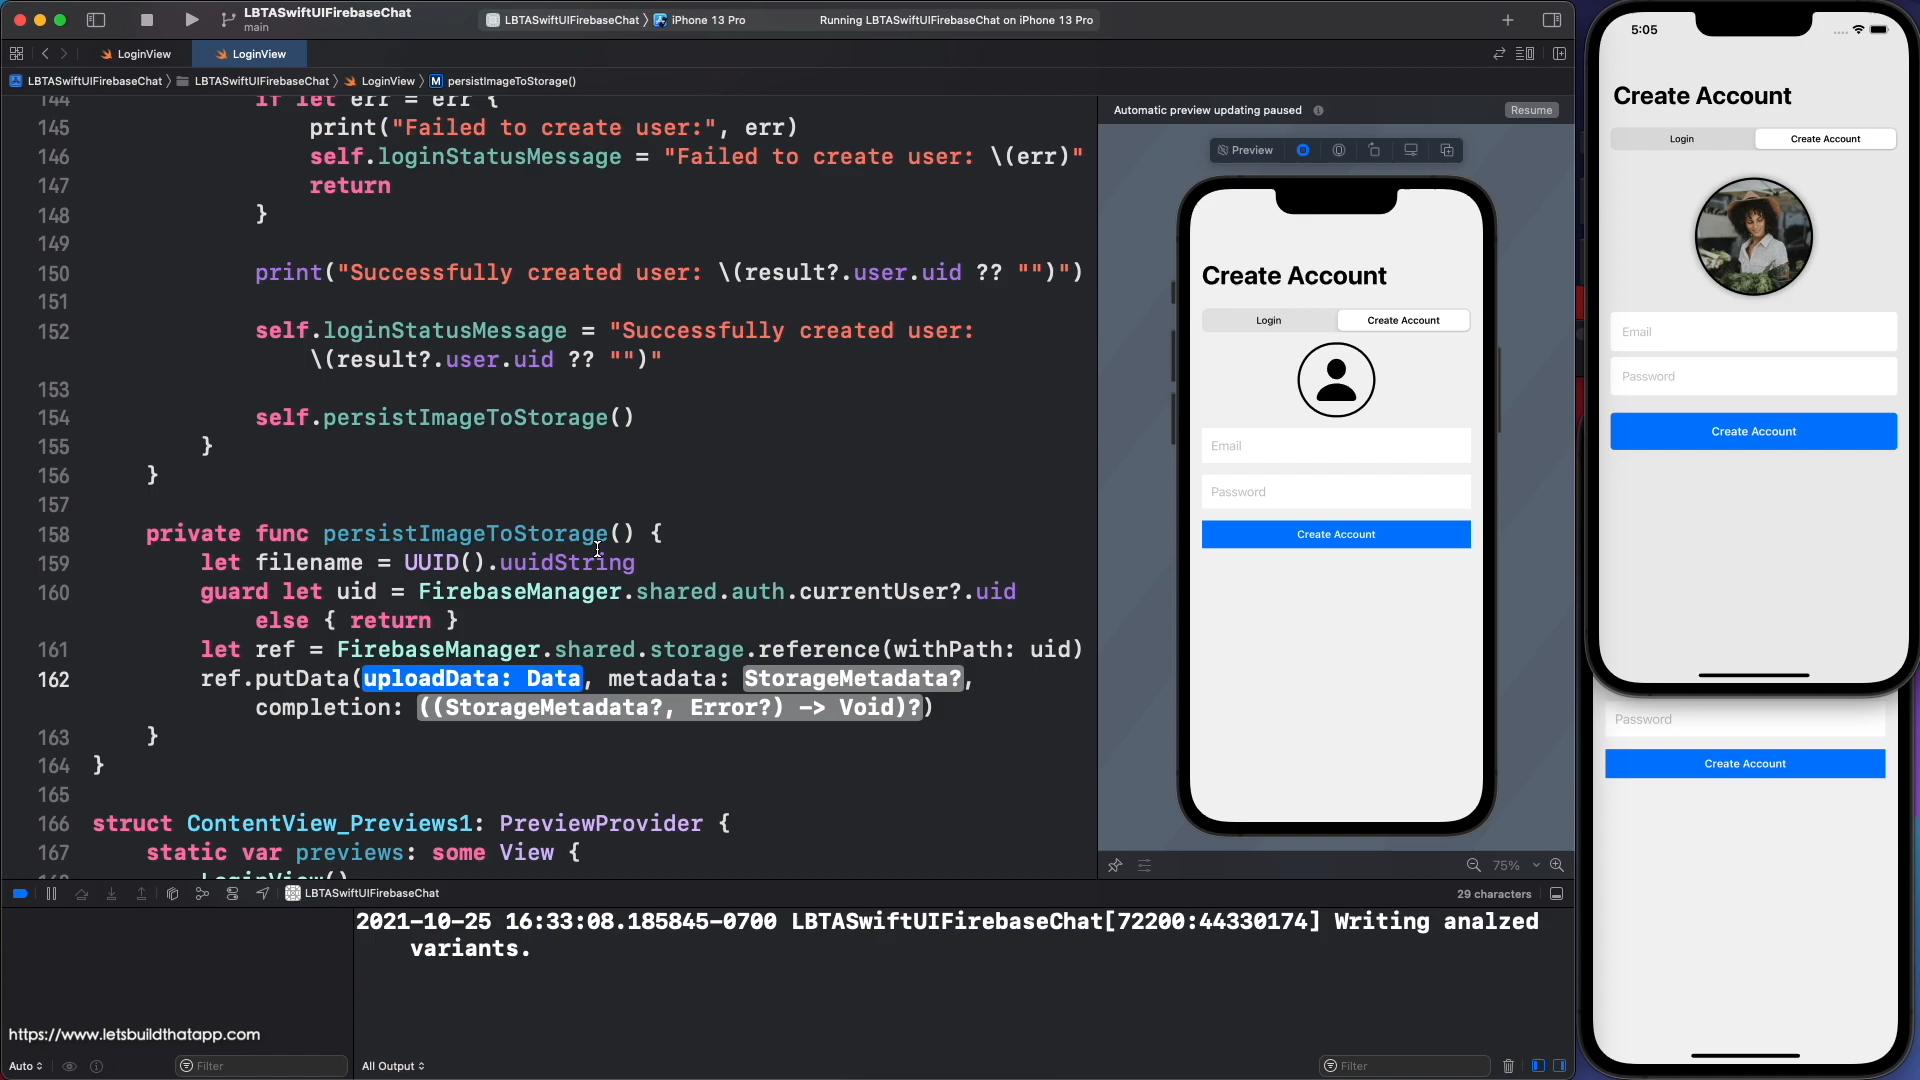 LBTASwiftUIFirebaseChat
main
LBTASwiftUIFirebaseChat 〉 iPhone 13 Pro
Running LBTASwiftUIFirebaseChat on iPhone 13 Pro
LoginView
LoginView
LBTASwiftUIFirebaseChat 〉 LBTASwiftUIFirebaseChat 〉 LoginView 〉 M persistImageToStorage()
144 if let err = err {
145 print("Failed to create user:", err)
146 self.loginStatusMessage = "Failed to create user: \(err)"
147 return
148 }
149
150 print("Successfully created user: \(result?.user.uid ?? "")")
151
152 self.loginStatusMessage = "Successfully created user:
\(result?.user.uid ?? "")"
153
154 self.persistImageToStorage()
155 }
156 }
157
158 private func persistImageToStorage() {
159 let filename = UUID().uuidString
160 guard let uid = FirebaseManager.shared.auth.currentUser?.uid
else { return }
161 let ref = FirebaseManager.shared.storage.reference(withPath: uid)
162 ref.putData(uploadData: Data, metadata: StorageMetadata?,
completion: ((StorageMetadata?, Error?) -> Void)?)
163 }
164 }
165
166 struct ContentView_Previews1: PreviewProvider {
167 static var previews: some View {
168 LoginView()
Automatic preview updating paused
Resume
Preview
Create Account
Login
Create Account
Email
Password
Create Account
75%
5:05
Create Account
Login
Create Account
Email
Password
Create Account
Password
Create Account
LBTASwiftUIFirebaseChat
29 characters
2021-10-25 16:33:08.185845-0700 LBTASwiftUIFirebaseChat[72200:44330174] Writing analzed
variants.
https://www.letsbuildthatapp.com
Auto
Filter
All Output
Filter